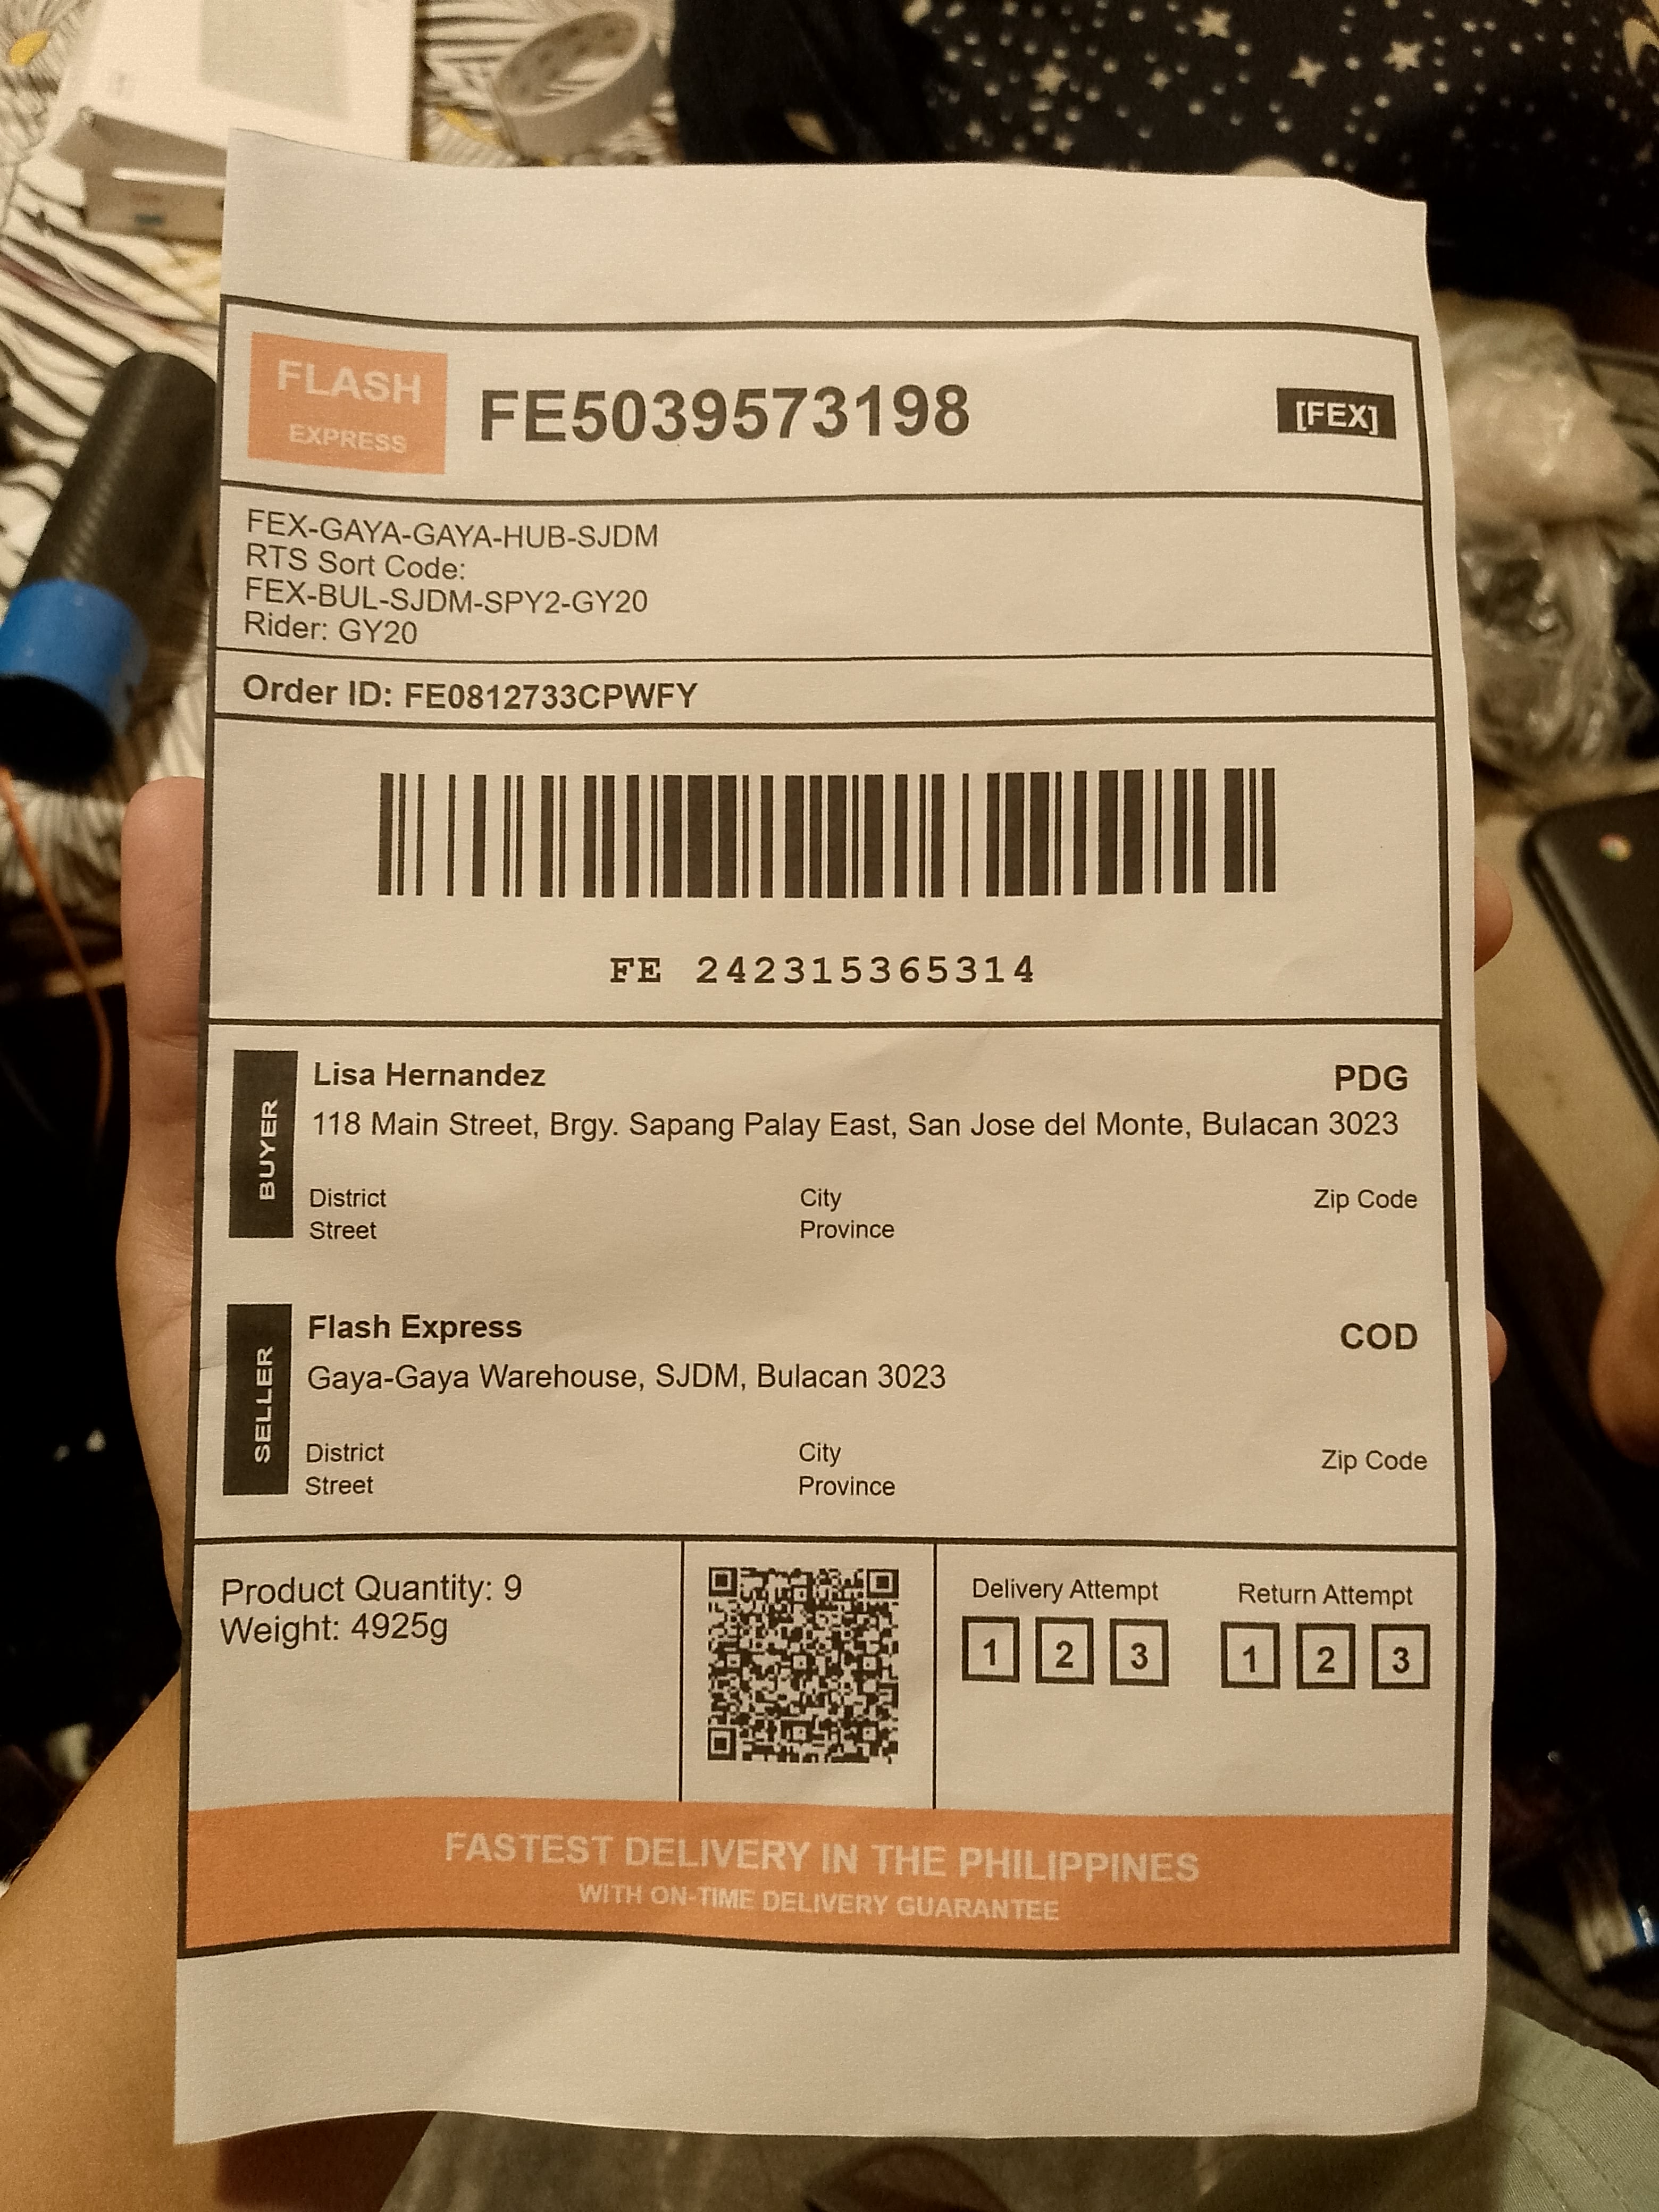 FLASH
EXPRESS
FE5039573198
[FEX]
FEX-GAYA-GAYA-HUB-SJDM
RTS Sort Code:
FEX-BUL-SJDM-SPY2-GY20
Rider: GY20
Order ID: FE0812733CPWFY
FE 242315365314
BUYER
Lisa Hernandez
PDG
118 Main Street, Brgy. Sapang Palay East, San Jose del Monte, Bulacan 3023
District City Zip Code
Street Province
SELLER
Flash Express
COD
Gaya-Gaya Warehouse, SJDM, Bulacan 3023
District City Zip Code
Street Province
Product Quantity: 9
Weight: 4925g
Delivery Attempt
1 2 3
Return Attempt
1 2 3
FASTEST DELIVERY IN THE PHILIPPINES
WITH ON-TIME DELIVERY GUARANTEE